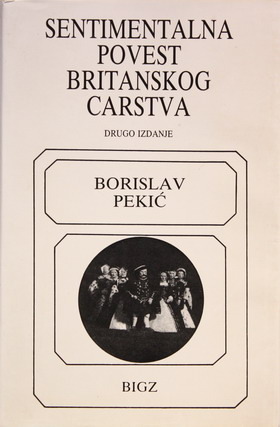 SENTIMENTALNA
POVEST
BRITANSKOG
CARSTVA
DRUGO IZDANJE
BORISLAV
PEKIĆ
BIGZ